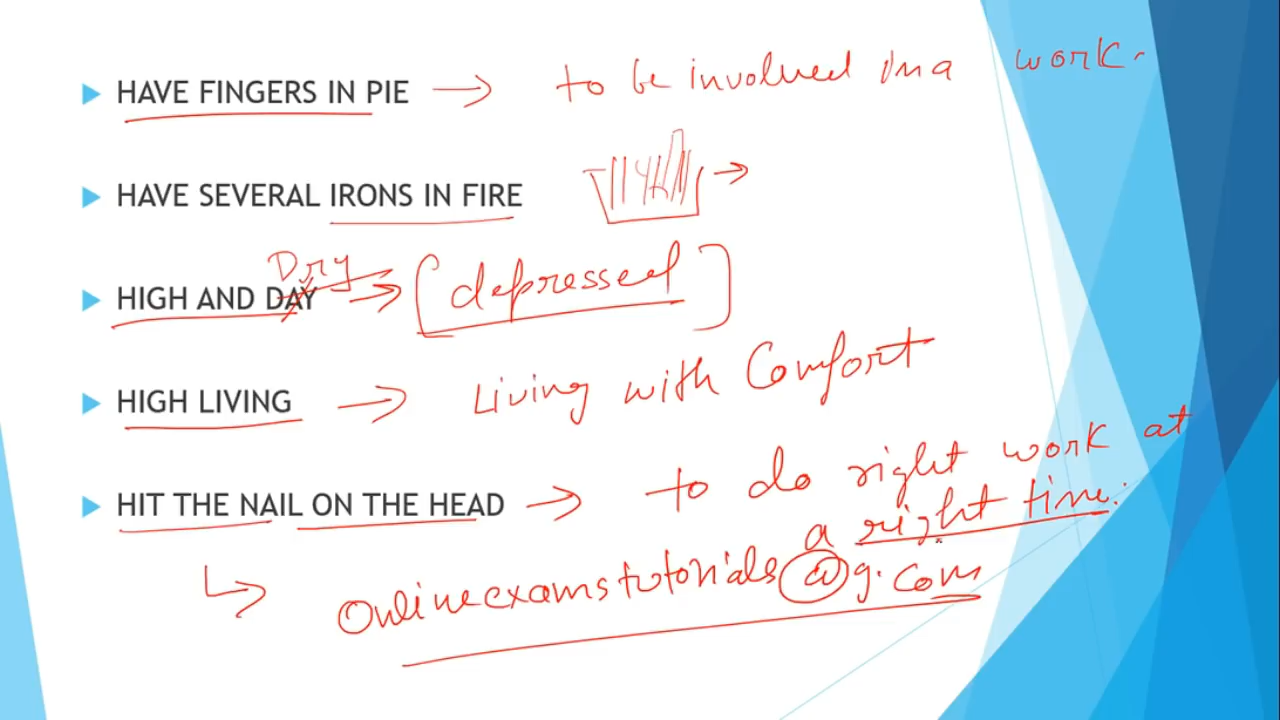 HAVE FINGERS IN PIE → to be involved in a work.
HAVE SEVERAL IRONS IN FIRE →
Dry
HIGH AND DAY → [depressed]
HIGH LIVING → Living with Comfort
HIT THE NAIL ON THE HEAD → to do right work at
a right time.
Onlineexamstutorials@g.com